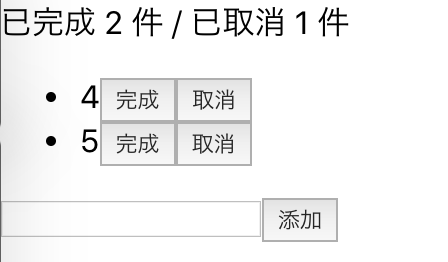 已完成 2 件 / 已取消 1 件
• 4 完成 取消
• 5 完成 取消
添加